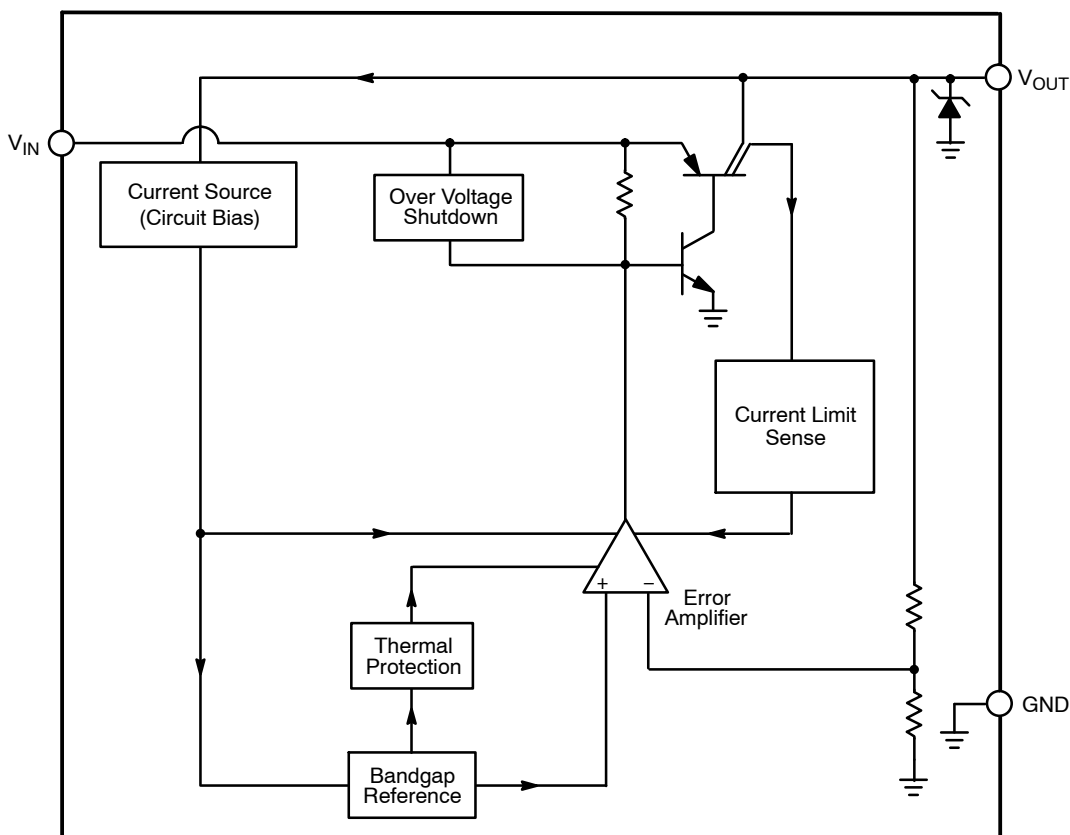 V_OUT
V_IN
Current Source
(Circuit Bias)
Over Voltage
Shutdown
Current Limit
Sense
+ −
Error
Amplifier
Thermal
Protection
GND
Bandgap
Reference